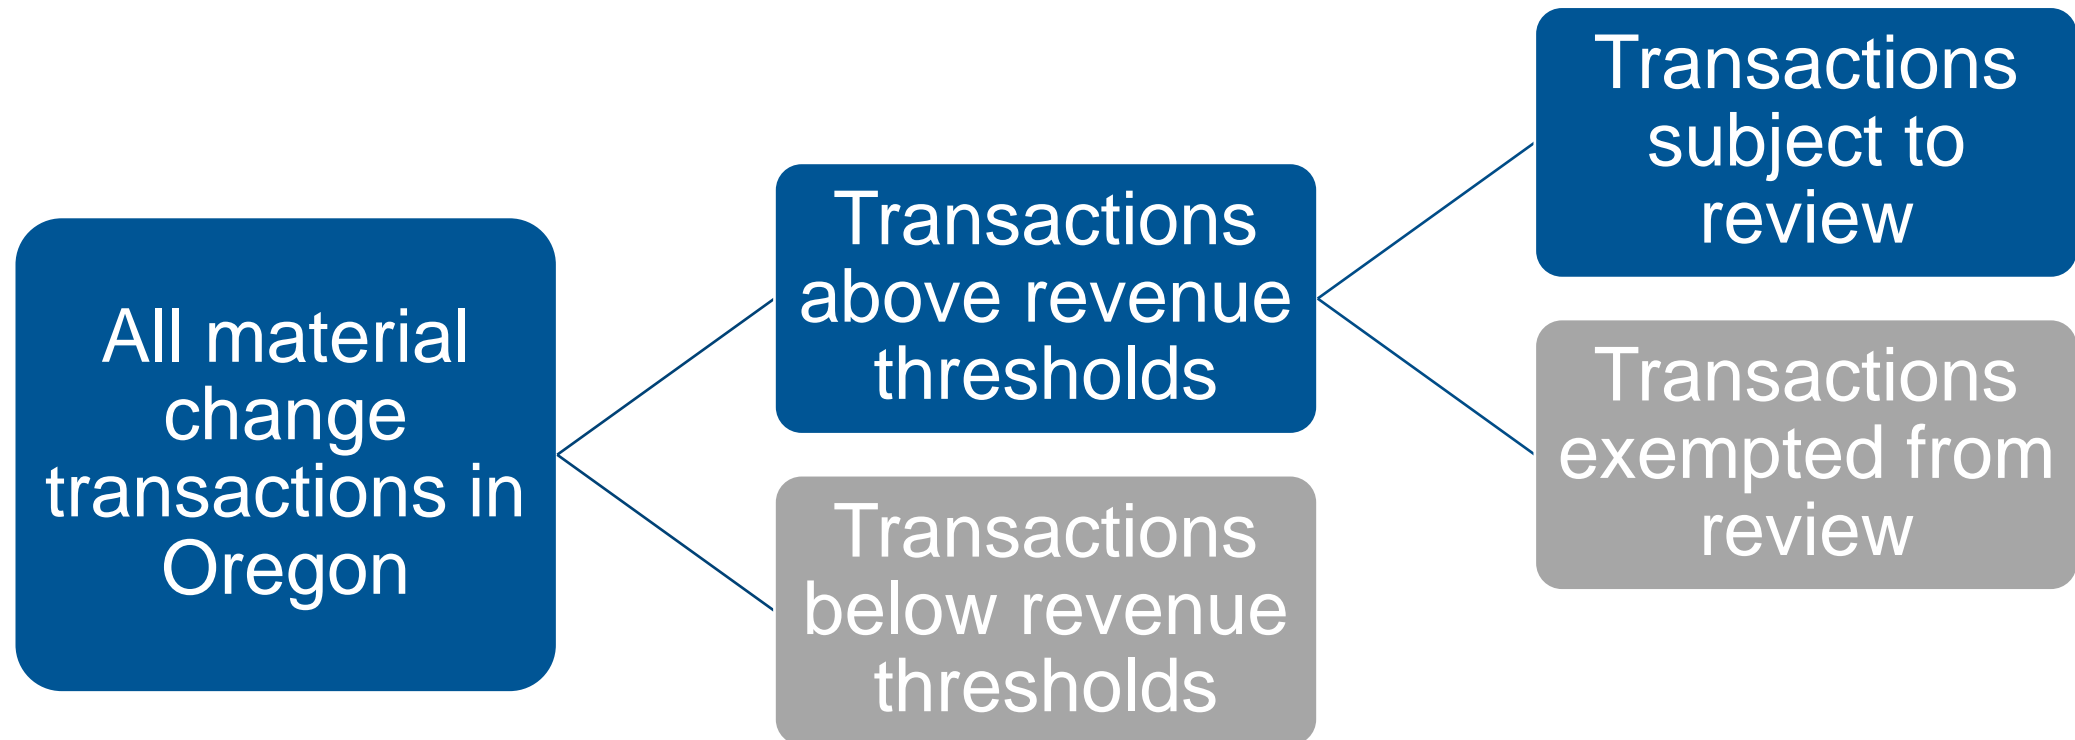 All material
change
transactions in
Oregon
Transactions
above revenue
thresholds
Transactions
below revenue
thresholds
Transactions
subject to
review
Transactions
exempted from
review